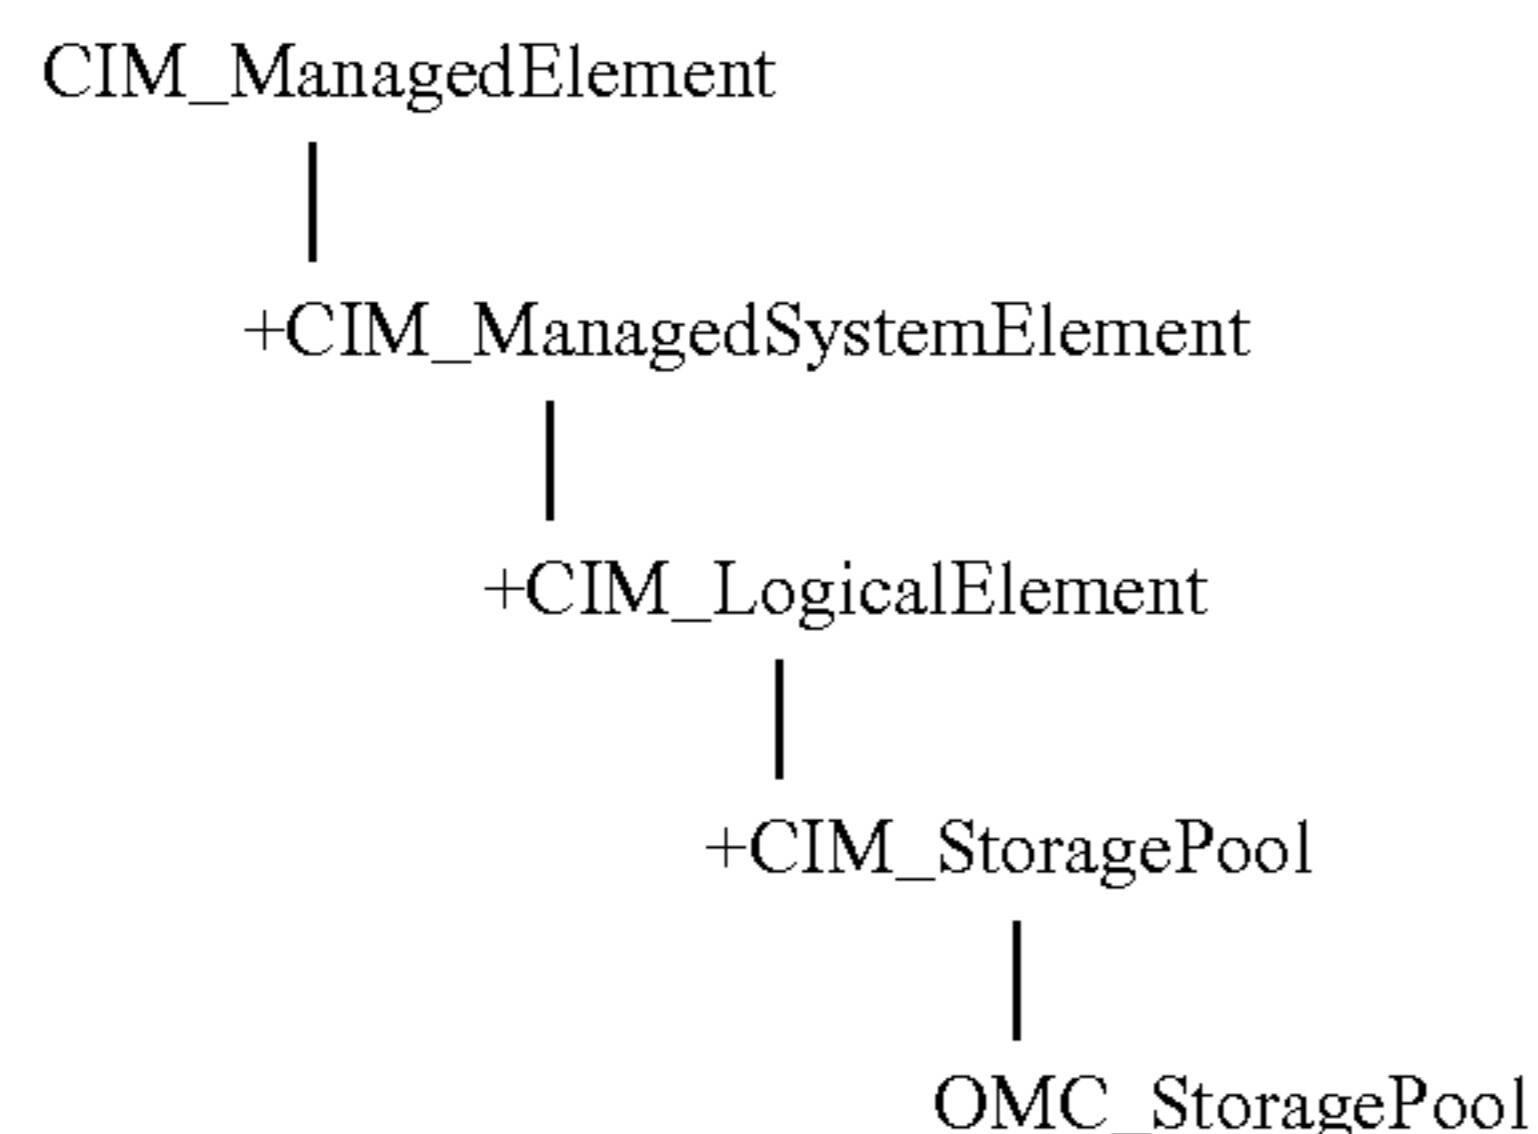 CIM_ManagedElement
+CIM_ManagedSystemElement
+CIM_LogicalElement
+CIM_StoragePool
OMC_StoragePool